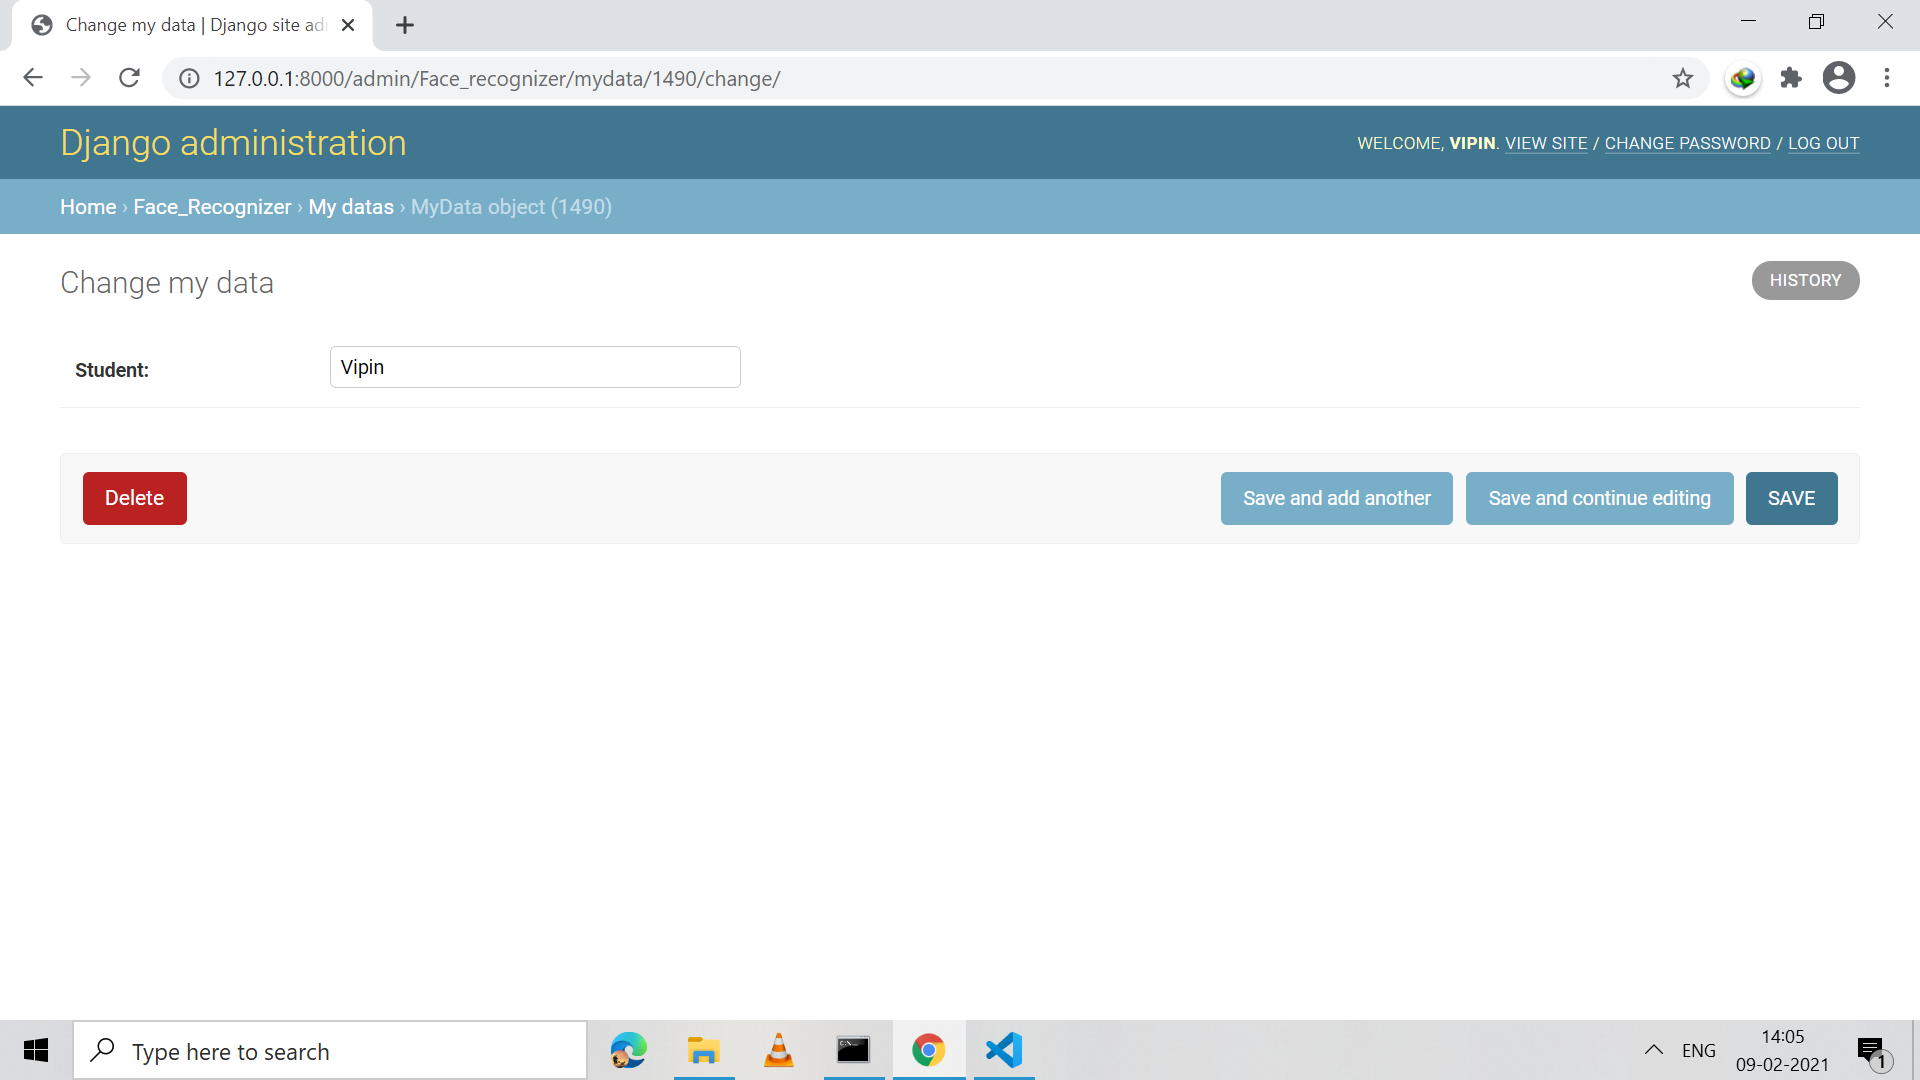 Change my data | Django site ad
127.0.0.1:8000/admin/Face_recognizer/mydata/1490/change/
Django administration
WELCOME, VIPIN. VIEW SITE / CHANGE PASSWORD / LOG OUT
Home › Face_Recognizer › My datas › MyData object (1490)
Change my data
HISTORY
Student:
Vipin
Delete
Save and add another
Save and continue editing
SAVE
Type here to search
ENG
14:05
09-02-2021
1